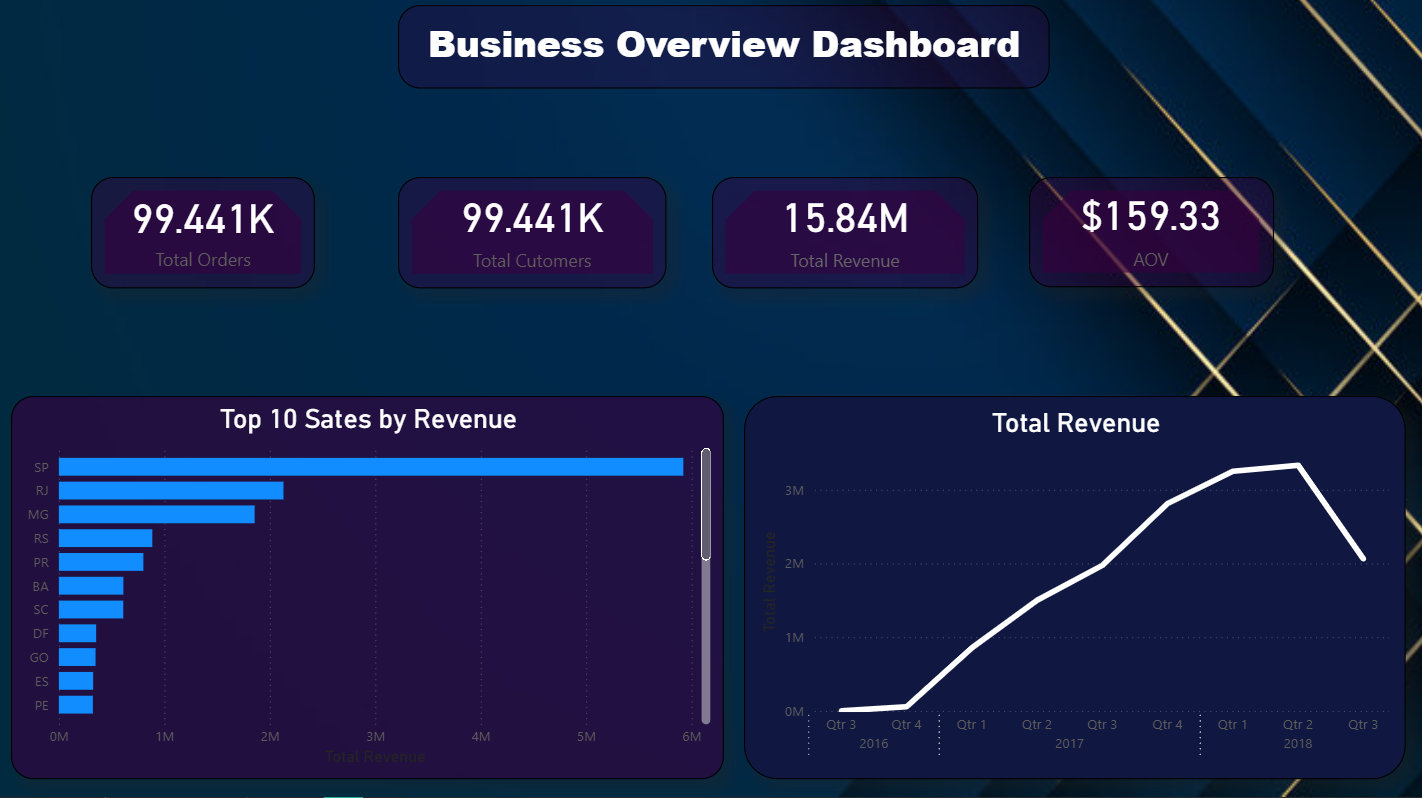 Business Overview Dashboard
99.441K
Total Orders
99.441K
Total Cutomers
15.84M
Total Revenue
$159.33
AOV
Top 10 Sates by Revenue
SP
RJ
MG
RS
PR
BA
SC
DF
GO
ES
PE
0M 1M 2M 3M 4M 5M 6M
Total Revenue
Total Revenue
Total Revenue
3M
2M
1M
0M
Qtr 3 Qtr 4 Qtr 1 Qtr 2 Qtr 3 Qtr 4 Qtr 1 Qtr 2 Qtr 3
2016 2017 2018